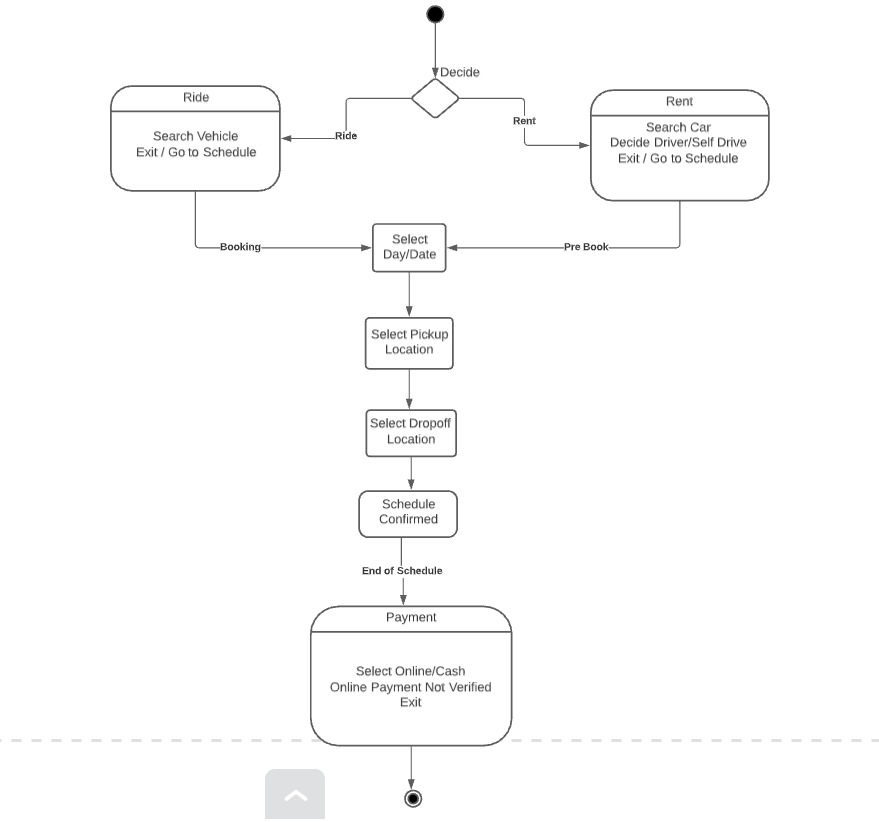 Decide
Ride
Search Vehicle
Exit / Go to Schedule
Ride
Rent
Rent
Search Car
Decide Driver/Self Drive
Exit / Go to Schedule
Booking
Select
Day/Date
Pre Book
Select Pickup
Location
Select Dropoff
Location
Schedule
Confirmed
End of Schedule
Payment
Select Online/Cash
Online Payment Not Verified
Exit